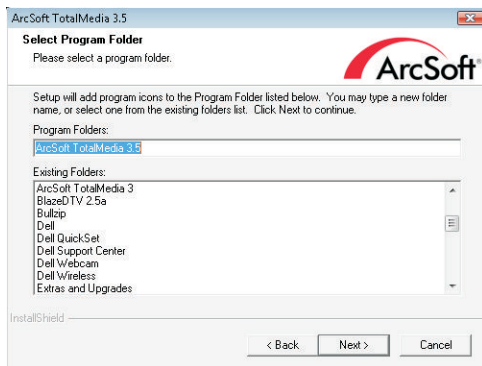 ArcSoft TotalMedia 3.5
Select Program Folder
Please select a program folder.
ArcSoft®
Setup will add program icons to the Program Folder listed below. You may type a new folder
name, or select one from the existing folders list. Click Next to continue.
Program Folders:
ArcSoft TotalMedia 3.5
Existing Folders:
ArcSoft TotalMedia 3
BlazeDTV 2.5a
Bullzip
Dell
Dell QuickSet
Dell Support Center
Dell Webcam
Dell Wireless
Extras and Upgrades
InstallShield
< Back
Next >
Cancel